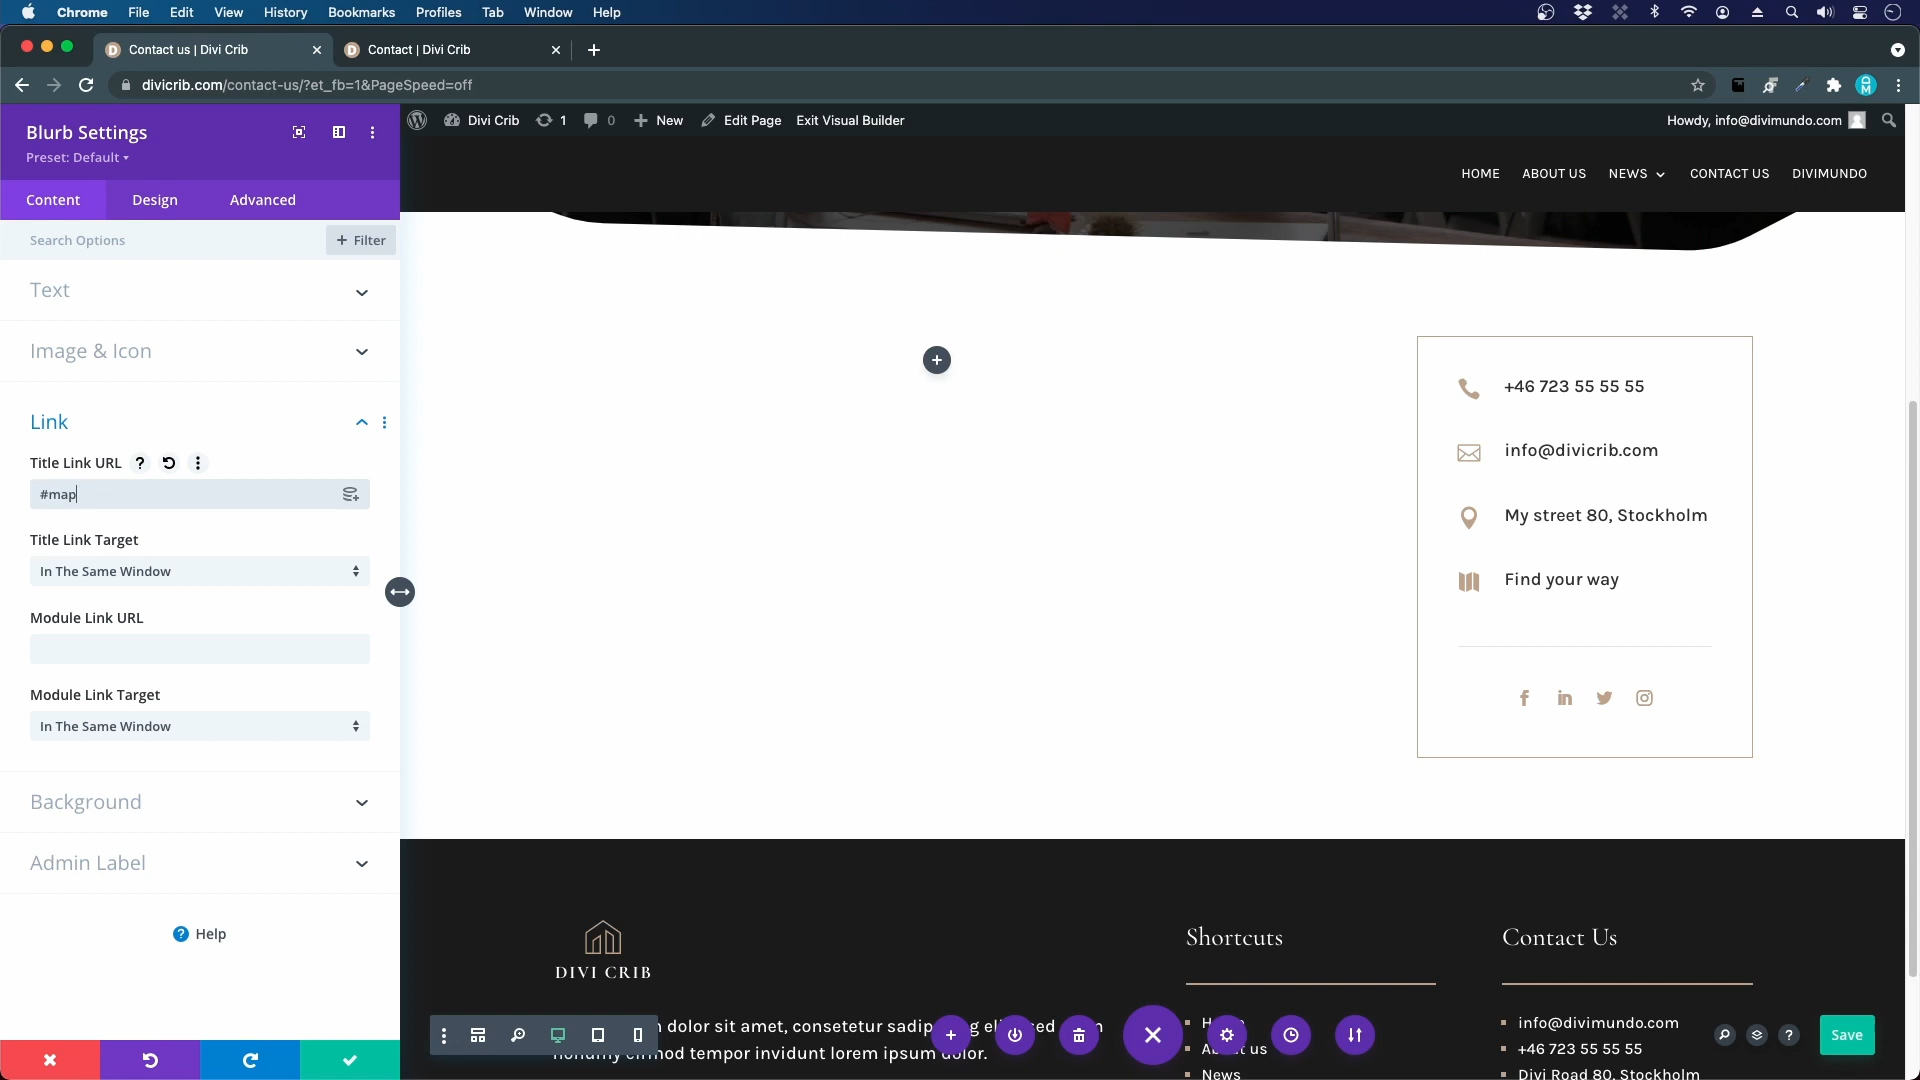 Chrome File Edit View History Bookmarks Profiles Tab Window Help
Contact us | Divi Crib
Contact | Divi Crib
divicrib.com/contact-us/?et_fb=1&PageSpeed=off
Blurb Settings
Preset: Default
Content Design Advanced
Search Options
+ Filter
Text
Image & Icon
Link
Title Link URL
#map
Title Link Target
In The Same Window
Module Link URL
Module Link Target
In The Same Window
Background
Admin Label
Help
Divi Crib 1 0 New Edit Page Exit Visual Builder
Howdy, info@divimundo.com
HOME ABOUT US NEWS CONTACT US DIVIMUNDO
+46 723 55 55 55
info@divicrib.com
My street 80, Stockholm
Find your way
DIVI CRIB
dolor sit amet, consetetur
nonumy eirmod tempor invidunt lorem ipsum dolor.
Shortcuts
About us
News
Contact Us
info@divimundo.com
+46 723 55 55 55
Divi Road 80, Stockholm
Save